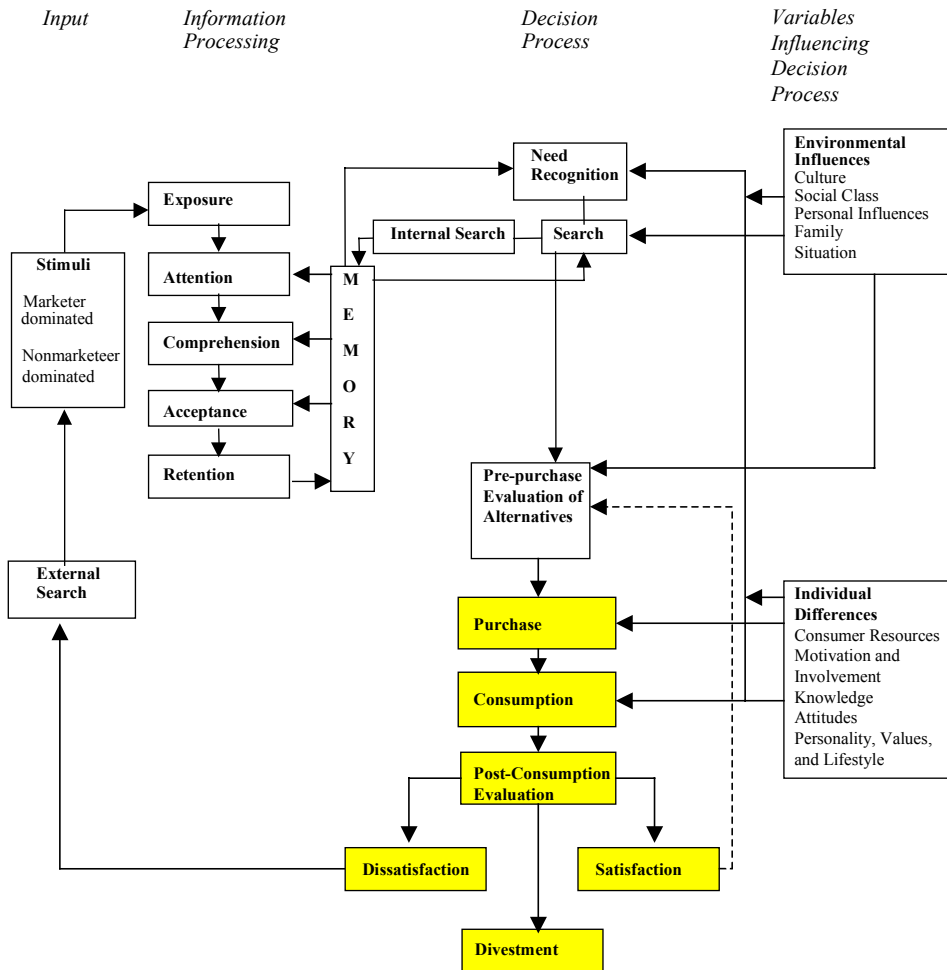 Input
Information
Processing
Decision
Process
Variables
Influencing
Decision
Process
Stimuli
Marketer
dominated
Nonmarketeer
dominated
External
Search
Exposure
Attention
Comprehension
Acceptance
Retention
M
E
M
O
R
Y
Internal Search
Need
Recognition
Search
Pre-purchase
Evaluation of
Alternatives
Purchase
Consumption
Post-Consumption
Evaluation
Dissatisfaction
Satisfaction
Divestment
Environmental
Influences
Culture
Social Class
Personal Influences
Family
Situation
Individual
Differences
Consumer Resources
Motivation and
Involvement
Knowledge
Attitudes
Personality, Values,
and Lifestyle